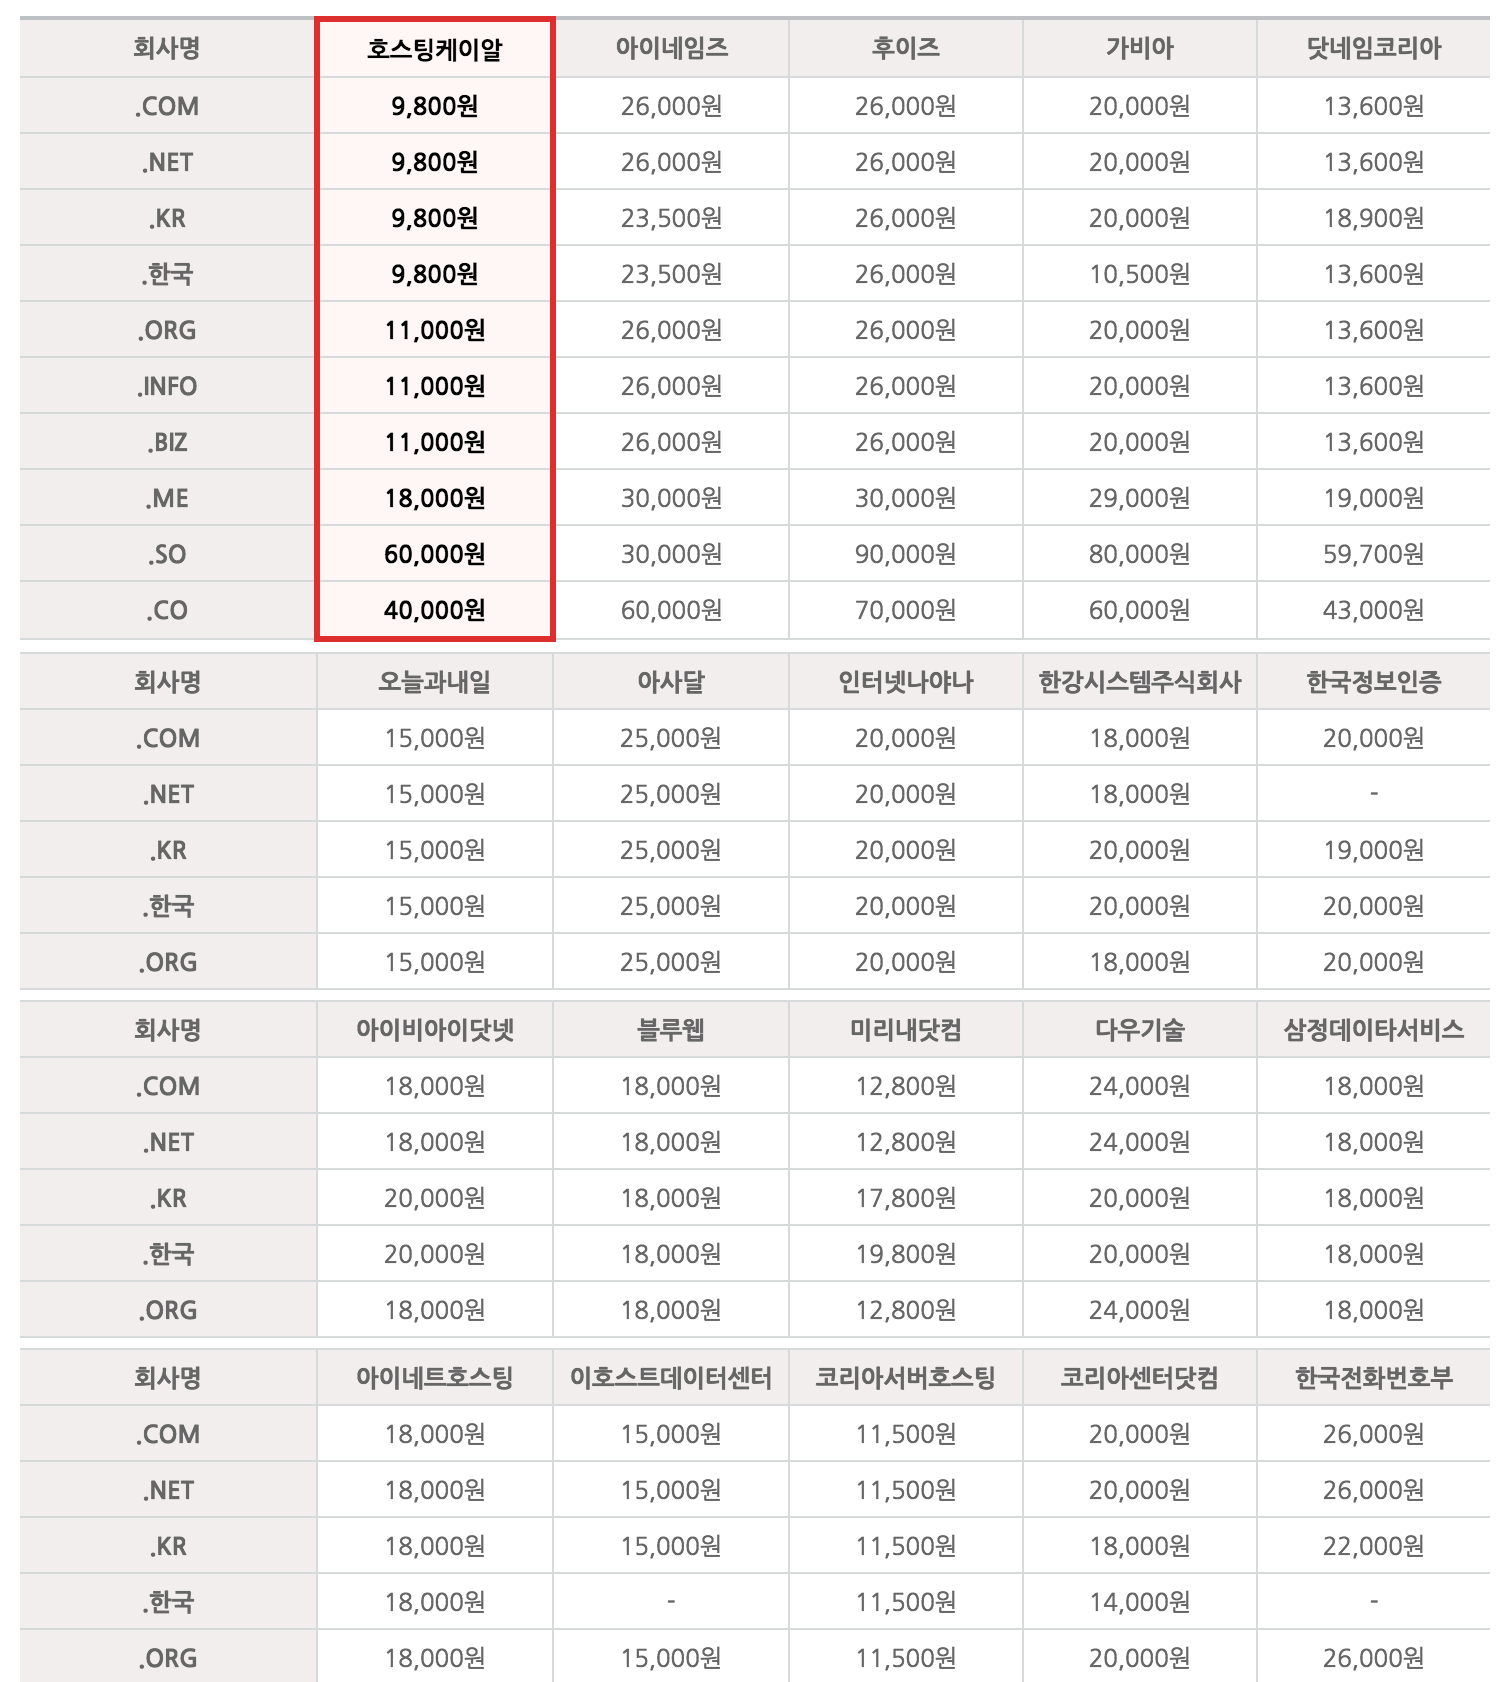 회사명 호스팅케이알 아이네임즈 후이즈 가비아 닷네임코리아
.COM 9,800원 26,000원 26,000원 20,000원 13,600원
.NET 9,800원 26,000원 26,000원 20,000원 13,600원
.KR 9,800원 23,500원 26,000원 20,000원 18,900원
.한국 9,800원 23,500원 26,000원 10,500원 13,600원
.ORG 11,000원 26,000원 26,000원 20,000원 13,600원
.INFO 11,000원 26,000원 26,000원 20,000원 13,600원
.BIZ 11,000원 26,000원 26,000원 20,000원 13,600원
.ME 18,000원 30,000원 30,000원 29,000원 19,000원
.SO 60,000원 30,000원 90,000원 80,000원 59,700원
.CO 40,000원 60,000원 70,000원 60,000원 43,000원
회사명 오늘과내일 아사달 인터넷나야나 한강시스템주식회사 한국정보인증
.COM 15,000원 25,000원 20,000원 18,000원 20,000원
.NET 15,000원 25,000원 20,000원 18,000원 -
.KR 15,000원 25,000원 20,000원 20,000원 19,000원
.한국 15,000원 25,000원 20,000원 20,000원 20,000원
.ORG 15,000원 25,000원 20,000원 18,000원 20,000원
회사명 아이비아이닷넷 블루웹 미리내닷컴 다우기술 삼정데이타서비스
.COM 18,000원 18,000원 12,800원 24,000원 18,000원
.NET 18,000원 18,000원 12,800원 24,000원 18,000원
.KR 20,000원 18,000원 17,800원 20,000원 18,000원
.한국 20,000원 18,000원 19,800원 20,000원 18,000원
.ORG 18,000원 18,000원 12,800원 24,000원 18,000원
회사명 아이네트호스팅 이호스트데이터센터 코리아서버호스팅 코리아센터닷컴 한국전화번호부
.COM 18,000원 15,000원 11,500원 20,000원 26,000원
.NET 18,000원 15,000원 11,500원 20,000원 26,000원
.KR 18,000원 15,000원 11,500원 18,000원 22,000원
.한국 18,000원 - 11,500원 14,000원 -
.ORG 18,000원 15,000원 11,500원 20,000원 26,000원